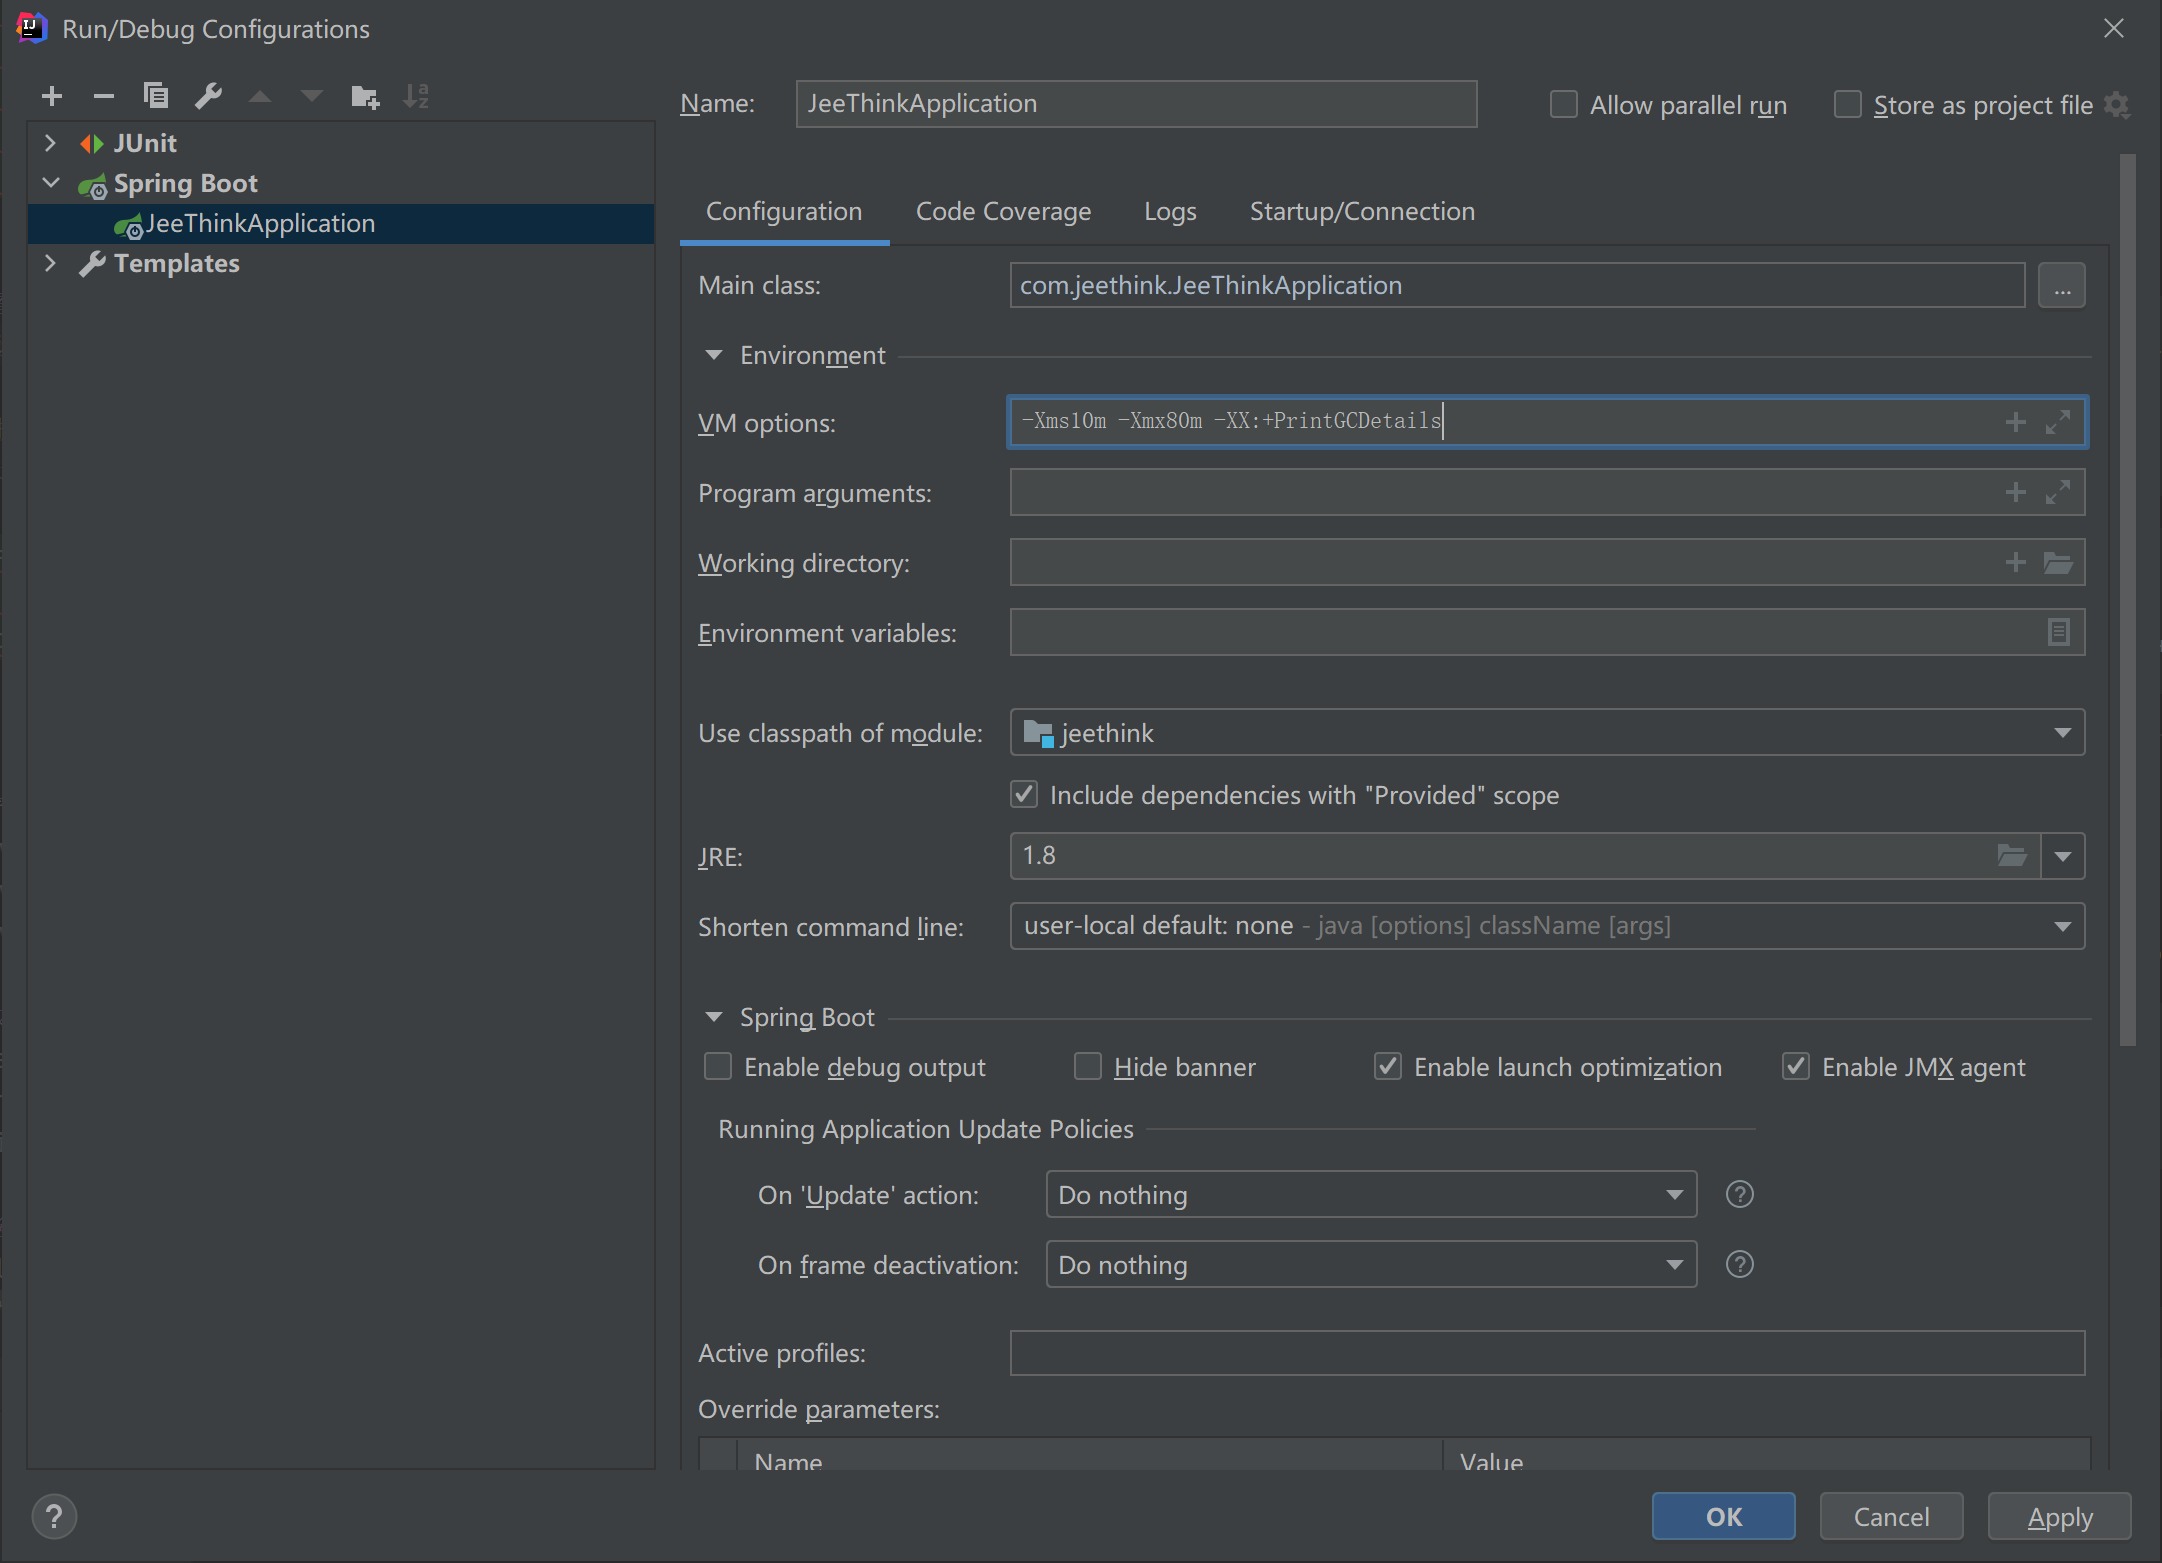 Run/Debug Configurations
Name: JeeThinkApplication
Allow parallel run
Store as project file
JUnit
Spring Boot
JeeThinkApplication
Templates
Configuration Code Coverage Logs Startup/Connection
Main class: com.jeethink.JeeThinkApplication ...
Environment
VM options: -Xms10m -Xmx80m -XX:+PrintGCDetails
Program arguments:
Working directory:
Environment variables:
Use classpath of module: jeethink
Include dependencies with "Provided" scope
JRE: 1.8
Shorten command line: user-local default: none - java [options] className [args]
Spring Boot
Enable debug output Hide banner Enable launch optimization Enable JMX agent
Running Application Update Policies
On 'Update' action: Do nothing ?
On frame deactivation: Do nothing ?
Active profiles:
Override parameters:
Name Value
? OK Cancel Apply